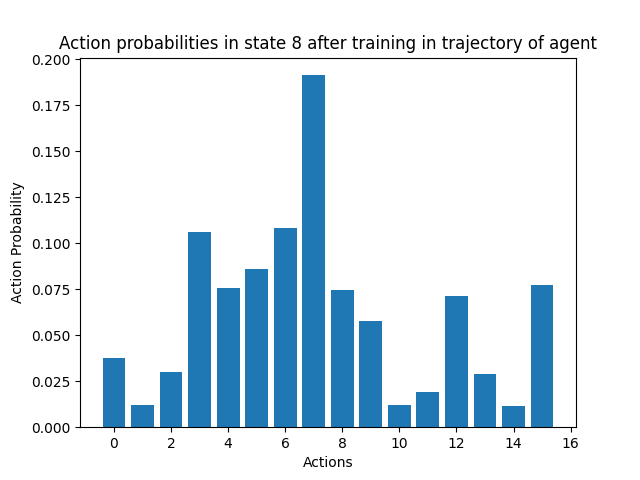 Action probabilities in state 8 after training in trajectory of agent
0.200
0.175
0.150
0.125
0.100
0.075
0.050
0.025
0.000
Action Probability
0 2 4 6 8 10 12 14 16
Actions